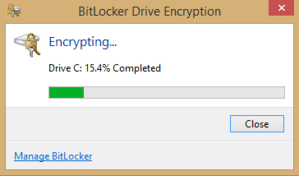 BitLocker Drive Encryption
Encrypting...
Drive C: 15.4% Completed
Close
Manage BitLocker